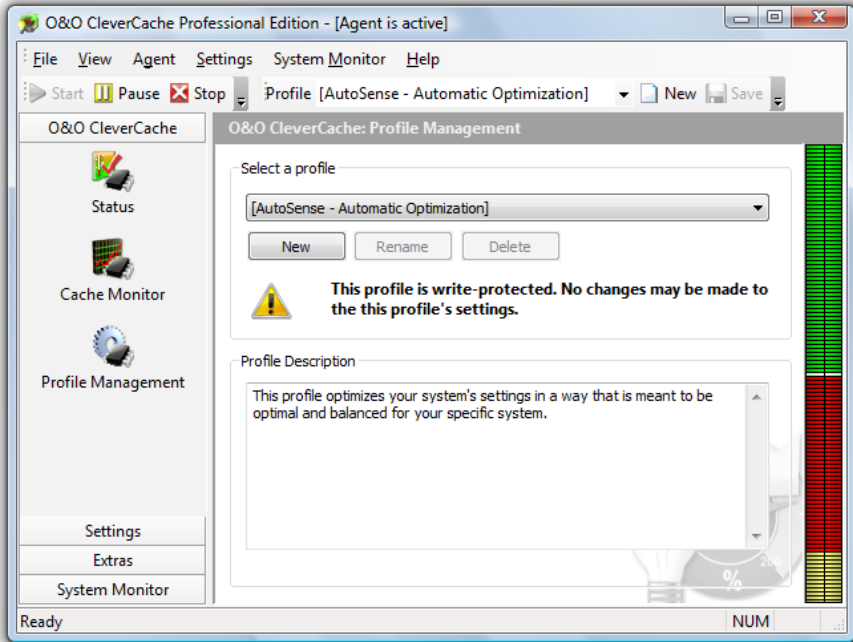 O&O CleverCache Professional Edition - [Agent is active]
File View Agent Settings System Monitor Help
Start Pause Stop Profile [AutoSense - Automatic Optimization] New Save
O&O CleverCache
O&O CleverCache: Profile Management
Status
Cache Monitor
Profile Management
Select a profile
[AutoSense - Automatic Optimization]
New Rename Delete
This profile is write-protected. No changes may be made to
the this profile's settings.
Profile Description
This profile optimizes your system's settings in a way that is meant to be
optimal and balanced for your specific system.
200
%
Settings
Extras
System Monitor
Ready NUM